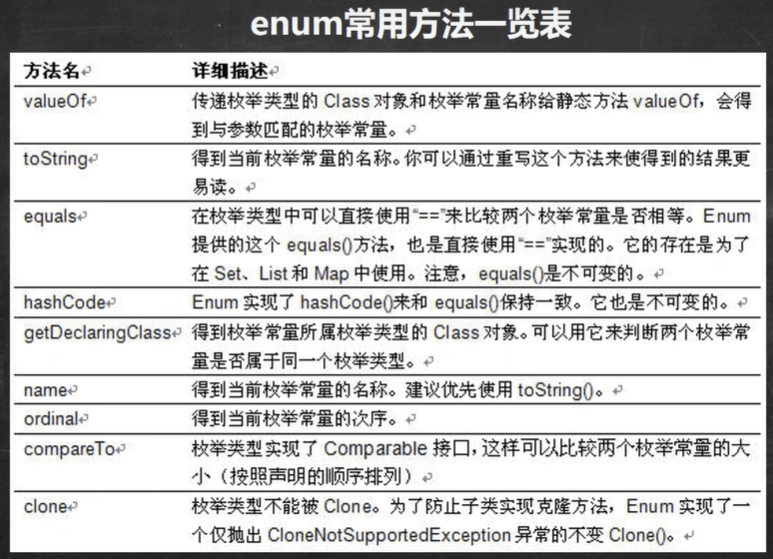 enum常用方法一览表
方法名 详细描述
valueOf 传递枚举类型的 Class 对象和枚举常量名称给静态方法 valueOf，会得
到与参数匹配的枚举常量。
toString 得到当前枚举常量的名称。你可以通过重写这个方法来使得到的结果更
易读。
equals 在枚举类型中可以直接使用“==”来比较两个枚举常量是否相等。Enum
提供的这个 equals()方法，也是直接使用“==”实现的。它的存在是为了
在 Set、List 和 Map 中使用。注意，equals()是不可变的。
hashCode Enum 实现了 hashCode()来和 equals()保持一致。它也是不可变的。
getDeclaringClass 得到枚举常量所属枚举类型的 Class 对象。可以用它来判断两个枚举常
量是否属于同一个枚举类型。
name 得到当前枚举常量的名称。建议优先使用 toString()。
ordinal 得到当前枚举常量的次序。
compareTo 枚举类型实现了 Comparable 接口，这样可以比较两个枚举常量的大
小（按照声明的顺序排列）
clone 枚举类型不能被 Clone。为了防止子类实现克隆方法，Enum 实现了一
个仅抛出 CloneNotSupportedException 异常的不变 Clone()。